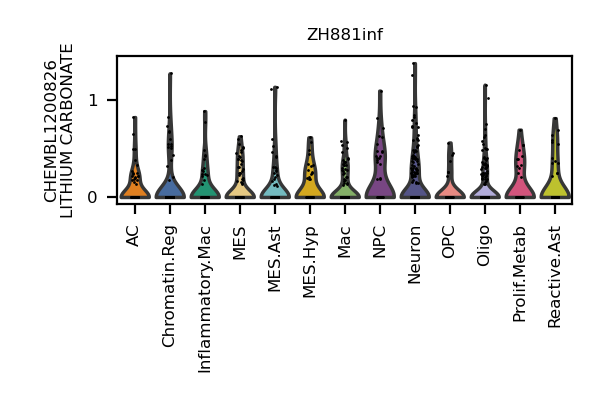 ZH881inf
CHEMBL1200826
LITHIUM CARBONATE
1
0
AC
Chromatin.Reg
Inflammatory.Mac
MES
MES.Ast
MES.Hyp
Mac
NPC
Neuron
OPC
Oligo
Prolif.Metab
Reactive.Ast